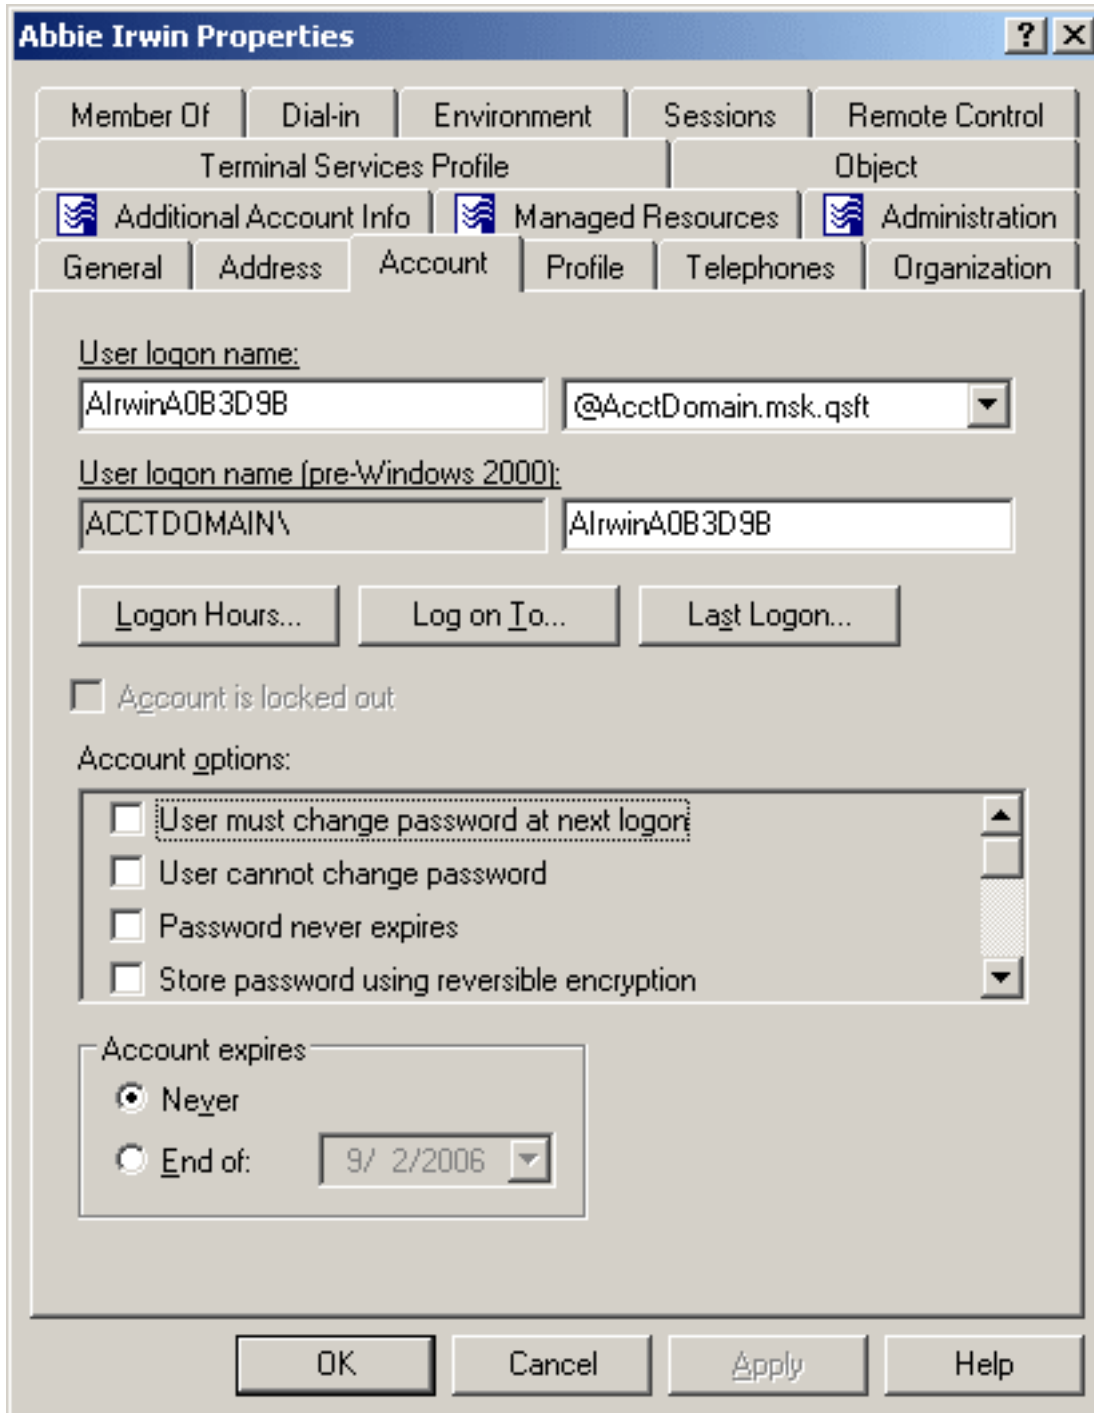 Abbie Irwin Properties
Member Of Dial-in Environment Sessions Remote Control
Terminal Services Profile Object
Additional Account Info Managed Resources Administration
General Address Account Profile Telephones Organization
User logon name:
AIrwinA0B3D9B @AcctDomain.msk.qsft
User logon name (pre-Windows 2000):
ACCTDOMAIN\ AIrwinA0B3D9B
Logon Hours... Log on To... Last Logon...
Account is locked out
Account options:
User must change password at next logon
User cannot change password
Password never expires
Store password using reversible encryption
Account expires
Never
End of: 9/ 2/2006
OK Cancel Apply Help